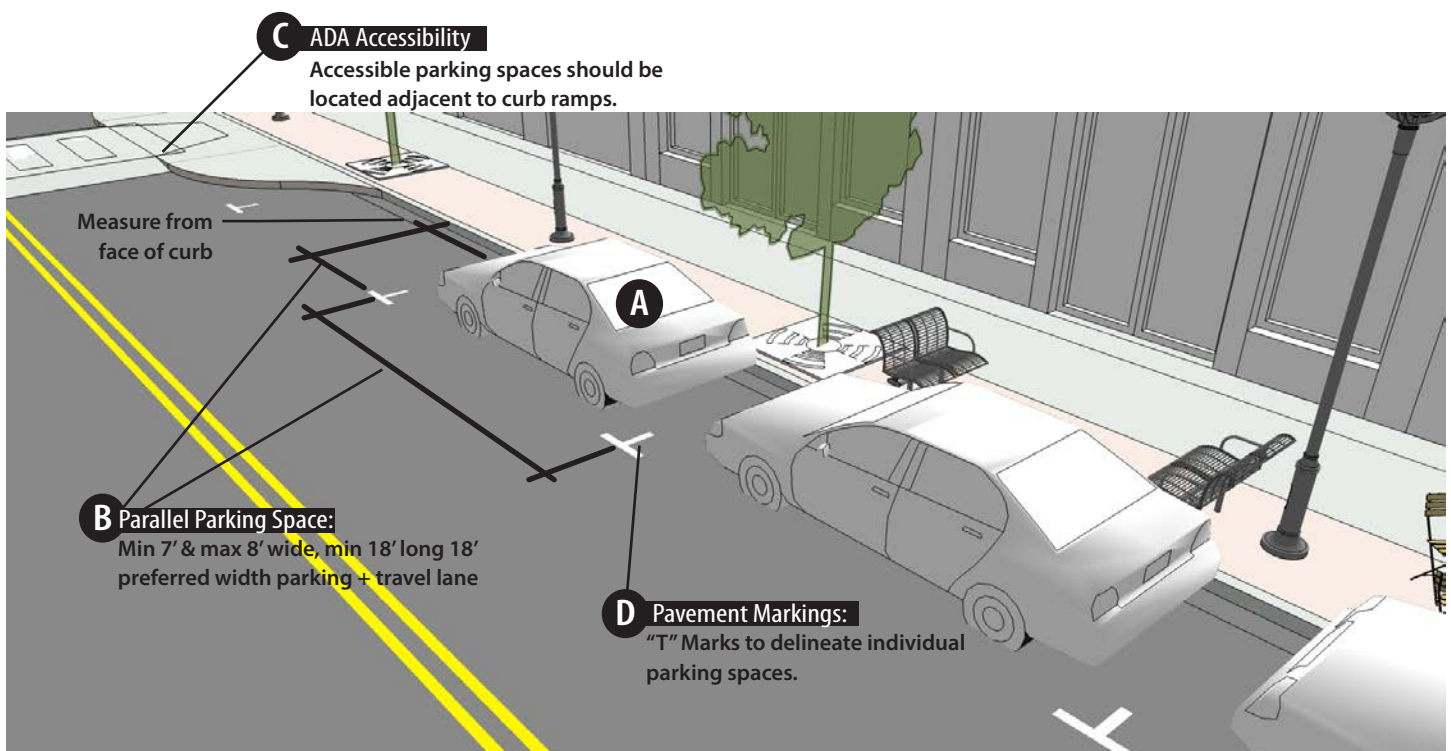 C ADA Accessibility
Accessible parking spaces should be
located adjacent to curb ramps.
Measure from
face of curb
A
B Parallel Parking Space:
Min 7’ & max 8’ wide, min 18’ long 18’
preferred width parking + travel lane
D Pavement Markings:
“T” Marks to delineate individual
parking spaces.